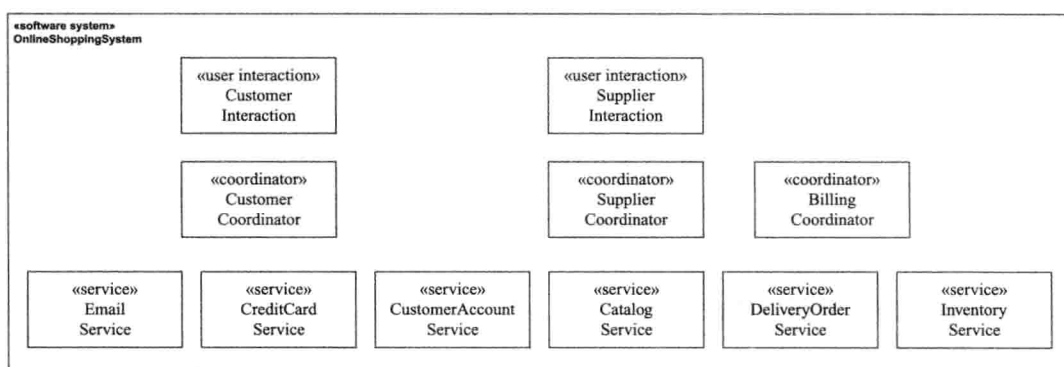 «software system»
OnlineShoppingSystem
«user interaction»
Customer
Interaction
«user interaction»
Supplier
Interaction
«coordinator»
Customer
Coordinator
«coordinator»
Supplier
Coordinator
«coordinator»
Billing
Coordinator
«service»
Email
Service
«service»
CreditCard
Service
«service»
CustomerAccount
Service
«service»
Catalog
Service
«service»
DeliveryOrder
Service
«service»
Inventory
Service